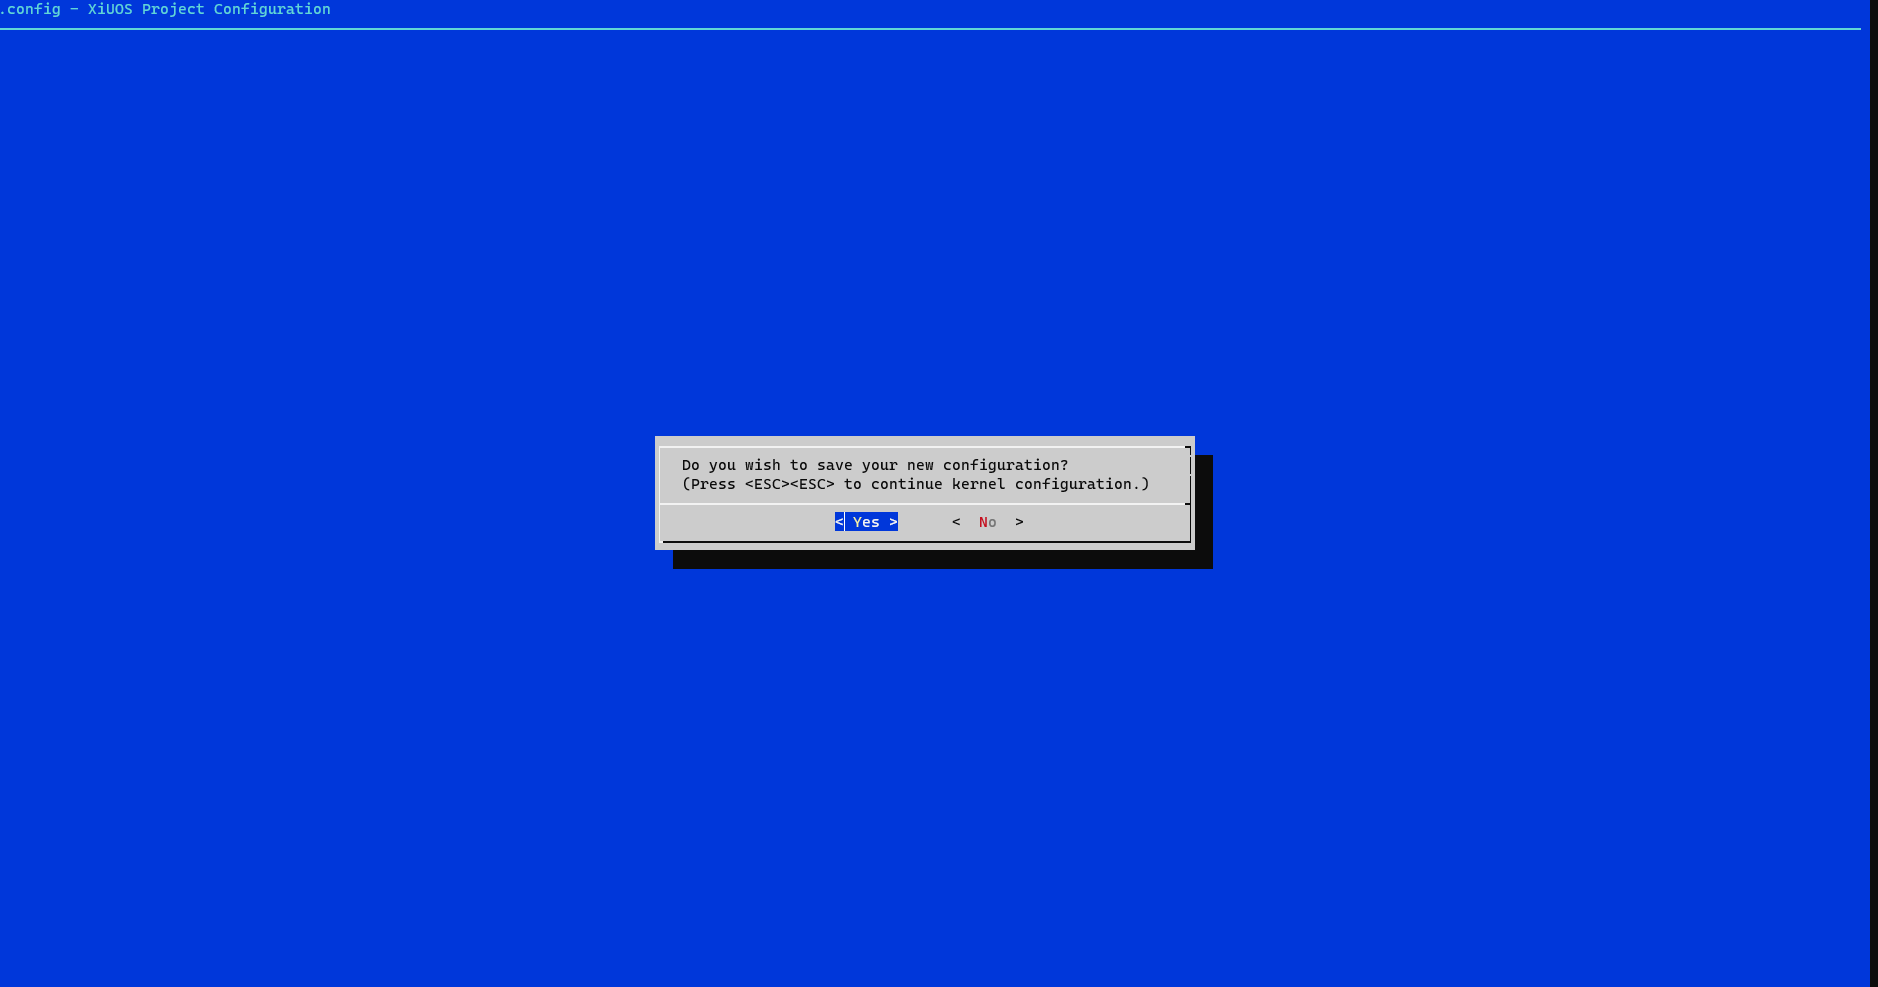 .config - XiUOS Project Configuration
Do you wish to save your new configuration?
(Press <ESC><ESC> to continue kernel configuration.)
< Yes > <  No  >